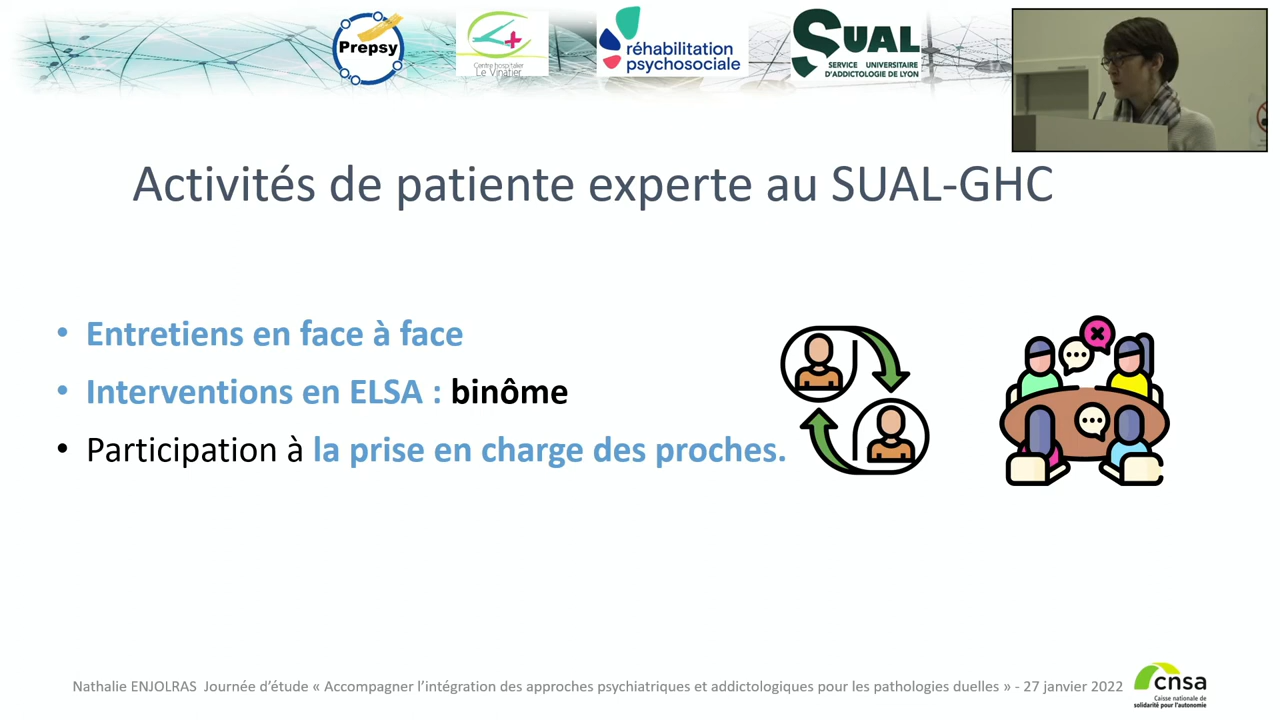 Prepsy
Centre hospitalier
Le Vinatier
réhabilitation
psychosociale
SUAL
SERVICE UNIVERSITAIRE
D'ADDICTOLOGIE DE LYON
Activités de patiente experte au SUAL-GHC
• Entretiens en face à face
• Interventions en ELSA : binôme
• Participation à la prise en charge des proches.
Nathalie ENJOLRAS Journée d'étude « Accompagner l'intégration des approches psychiatriques et addictologiques pour les pathologies duelles » - 27 janvier 2022
cnsa
Caisse nationale de
solidarité pour l'autonomie